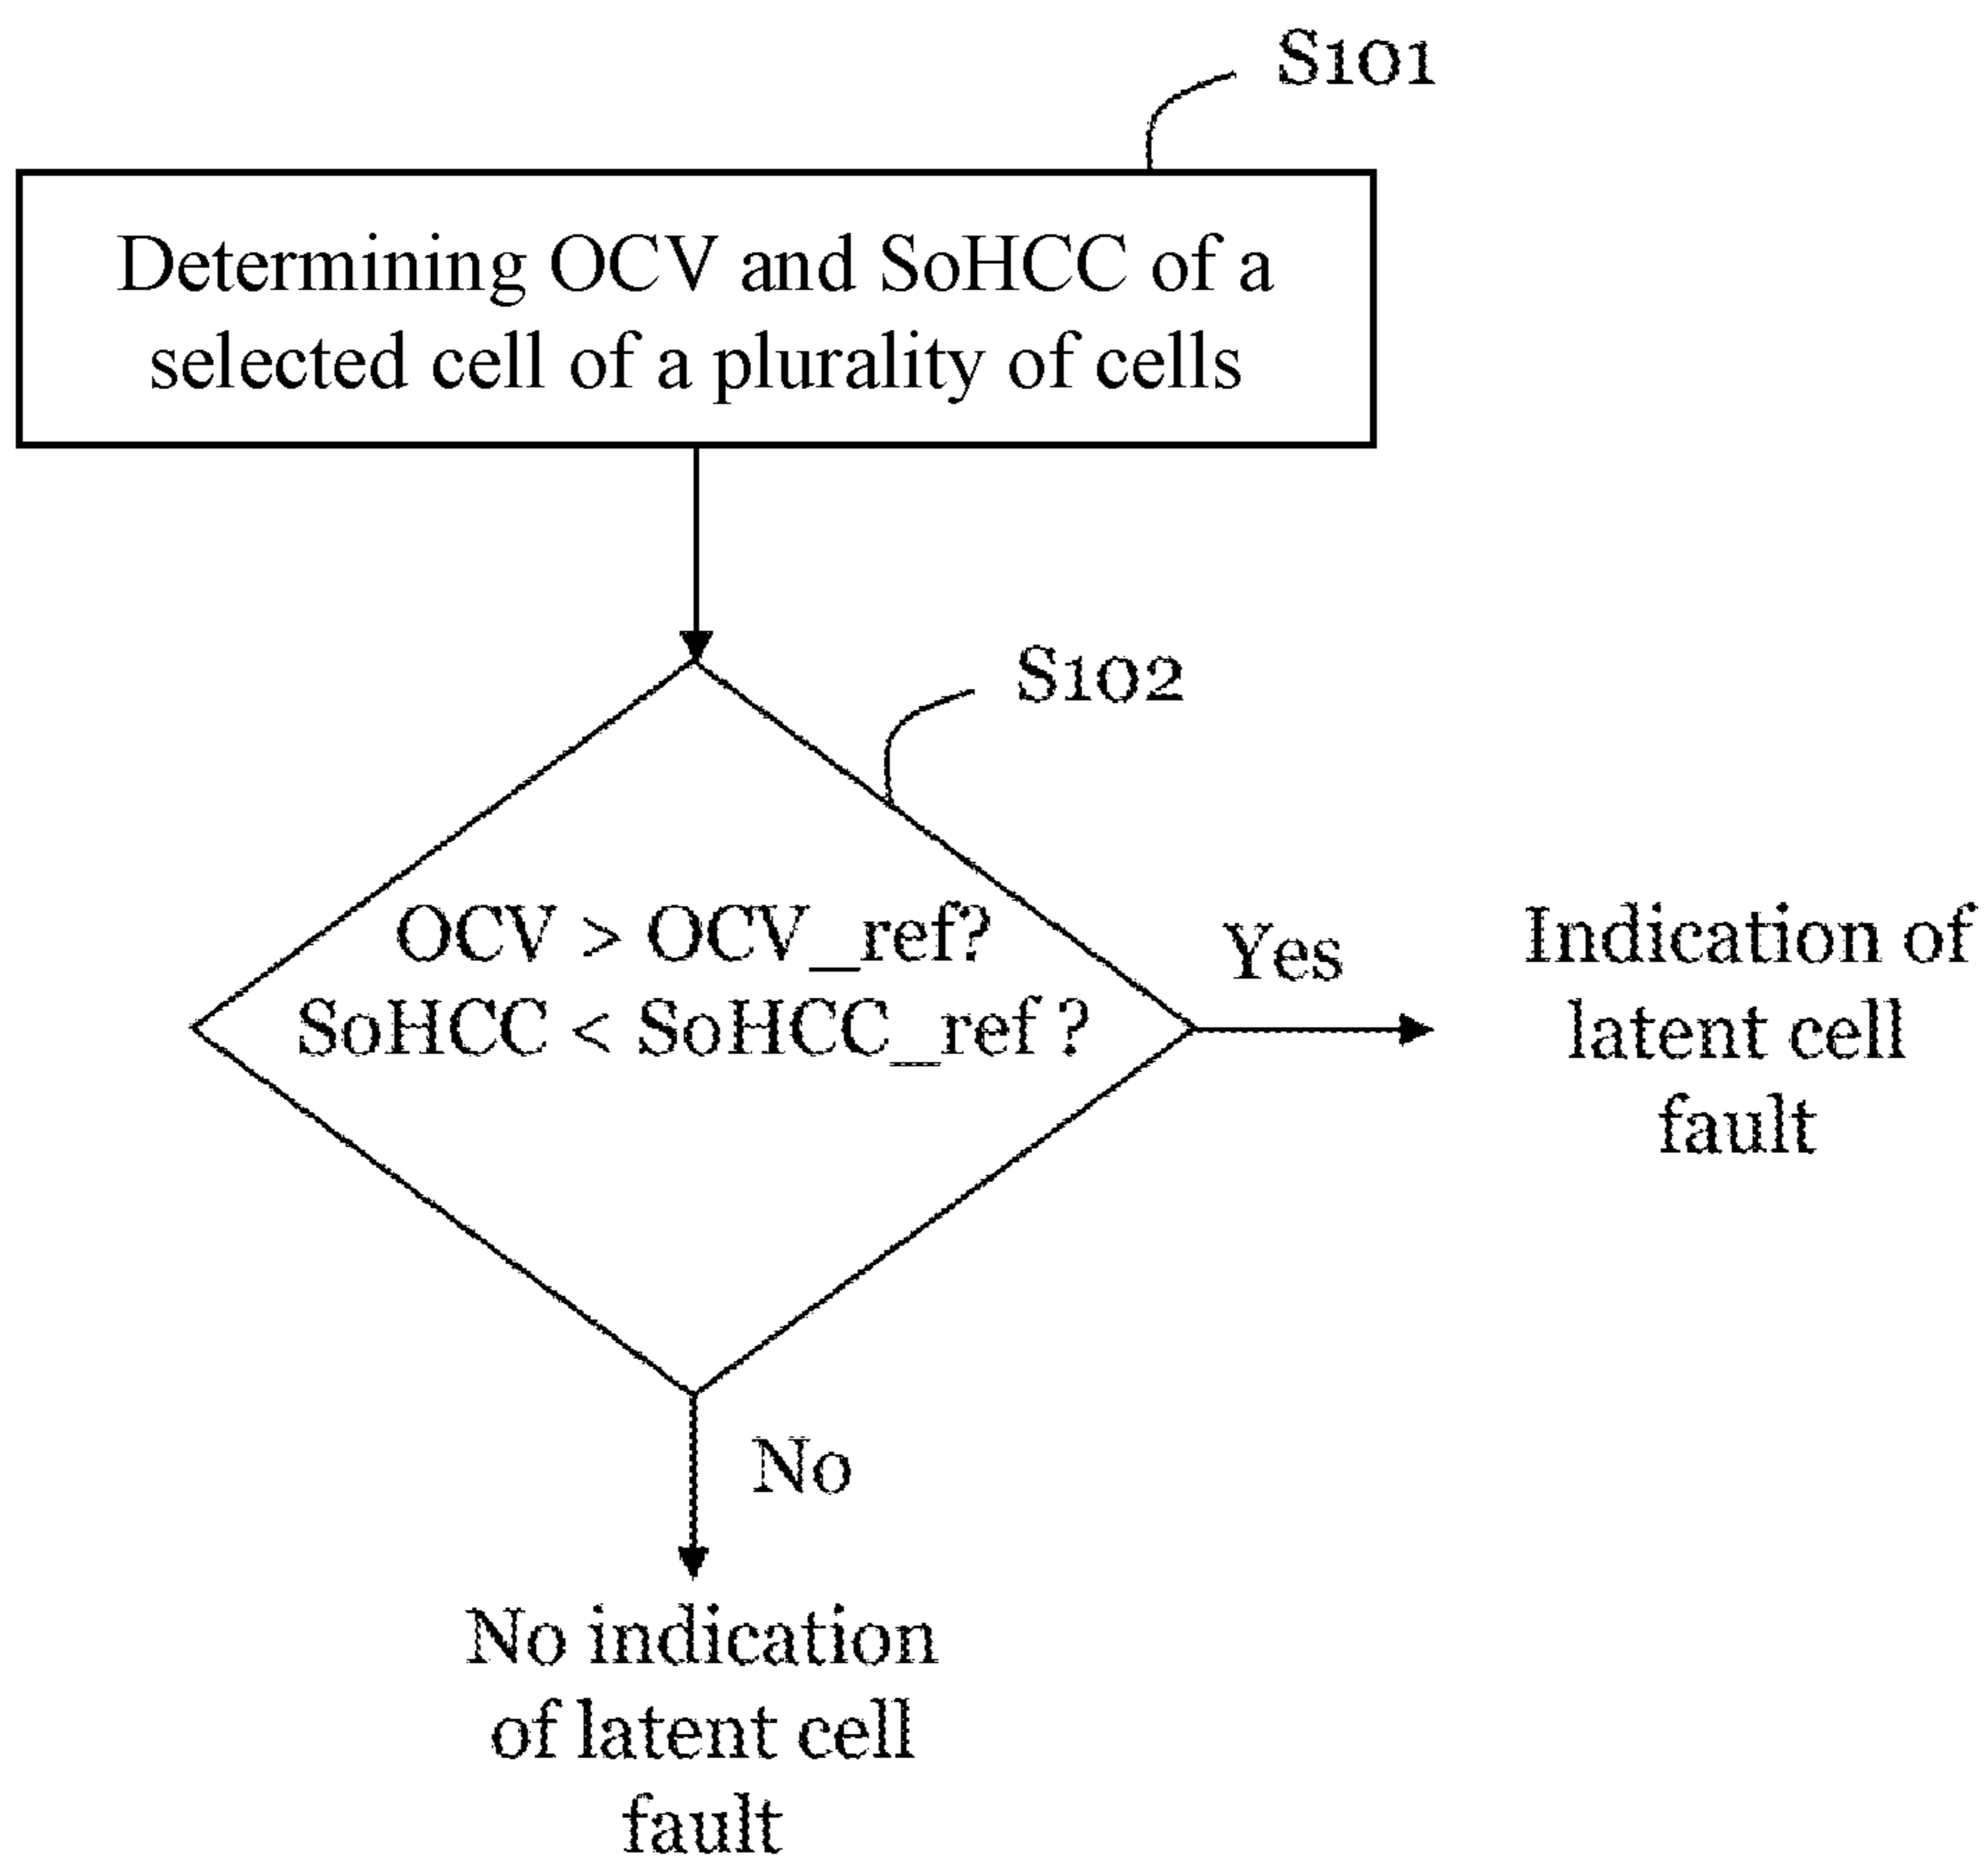 S101
Determining OCV and SoHCC of a
selected cell of a plurality of cells
S102
OCV > OCV_ref?
SoHCC < SoHCC_ref ?
Yes
Indication of
latent cell
fault
No
No indication
of latent cell
fault